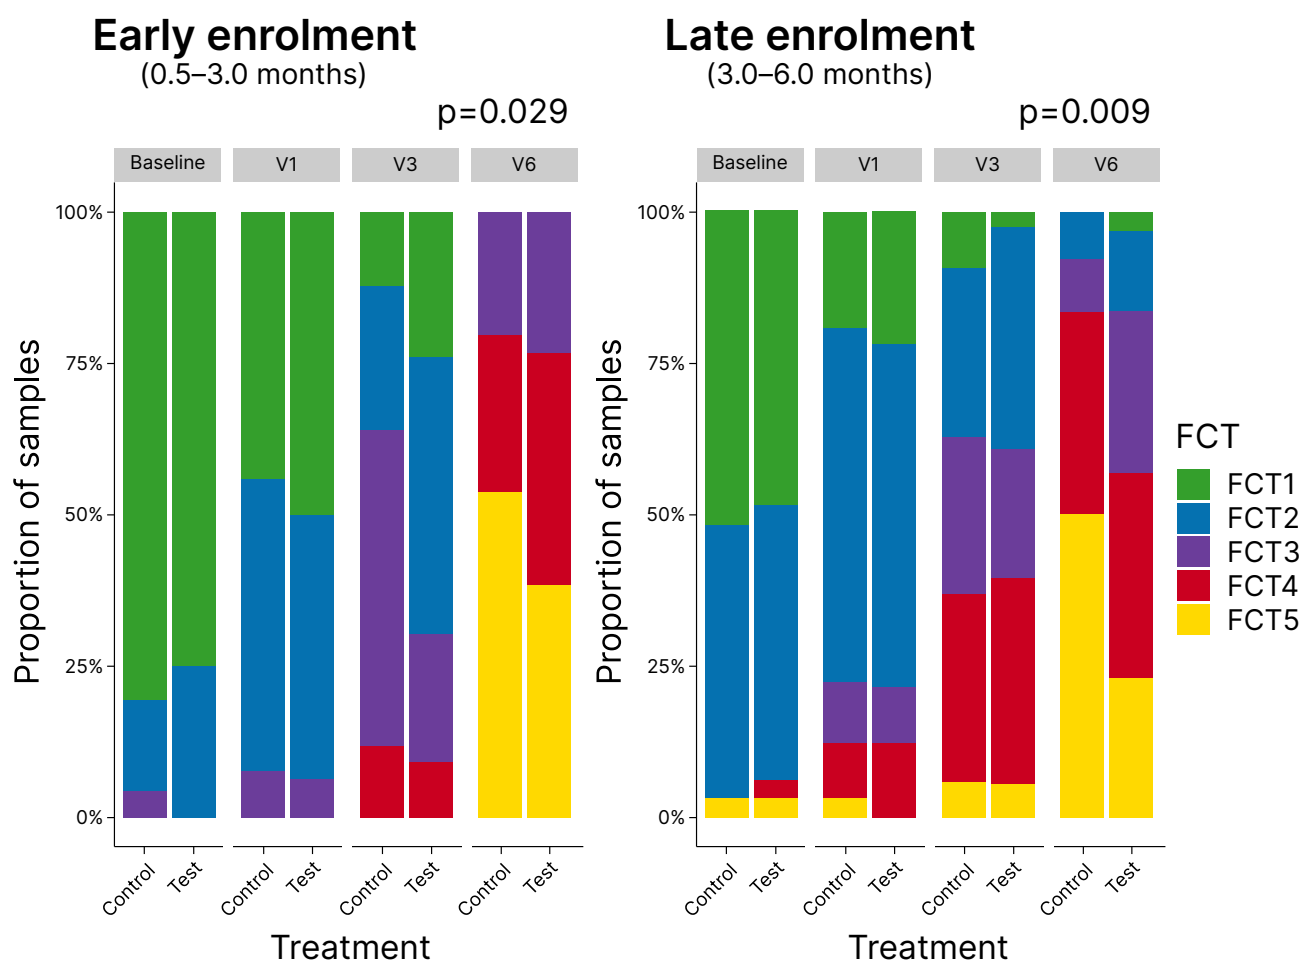 Early enrolment
(0.5–3.0 months)
p=0.029
Baseline V1 V3 V6
100%
75%
50%
25%
0%
Proportion of samples
Control Test Control Test Control Test Control Test
Treatment
Late enrolment
(3.0–6.0 months)
p=0.009
Baseline V1 V3 V6
100%
75%
50%
25%
0%
Proportion of samples
Control Test Control Test Control Test Control Test
Treatment
FCT
FCT1
FCT2
FCT3
FCT4
FCT5